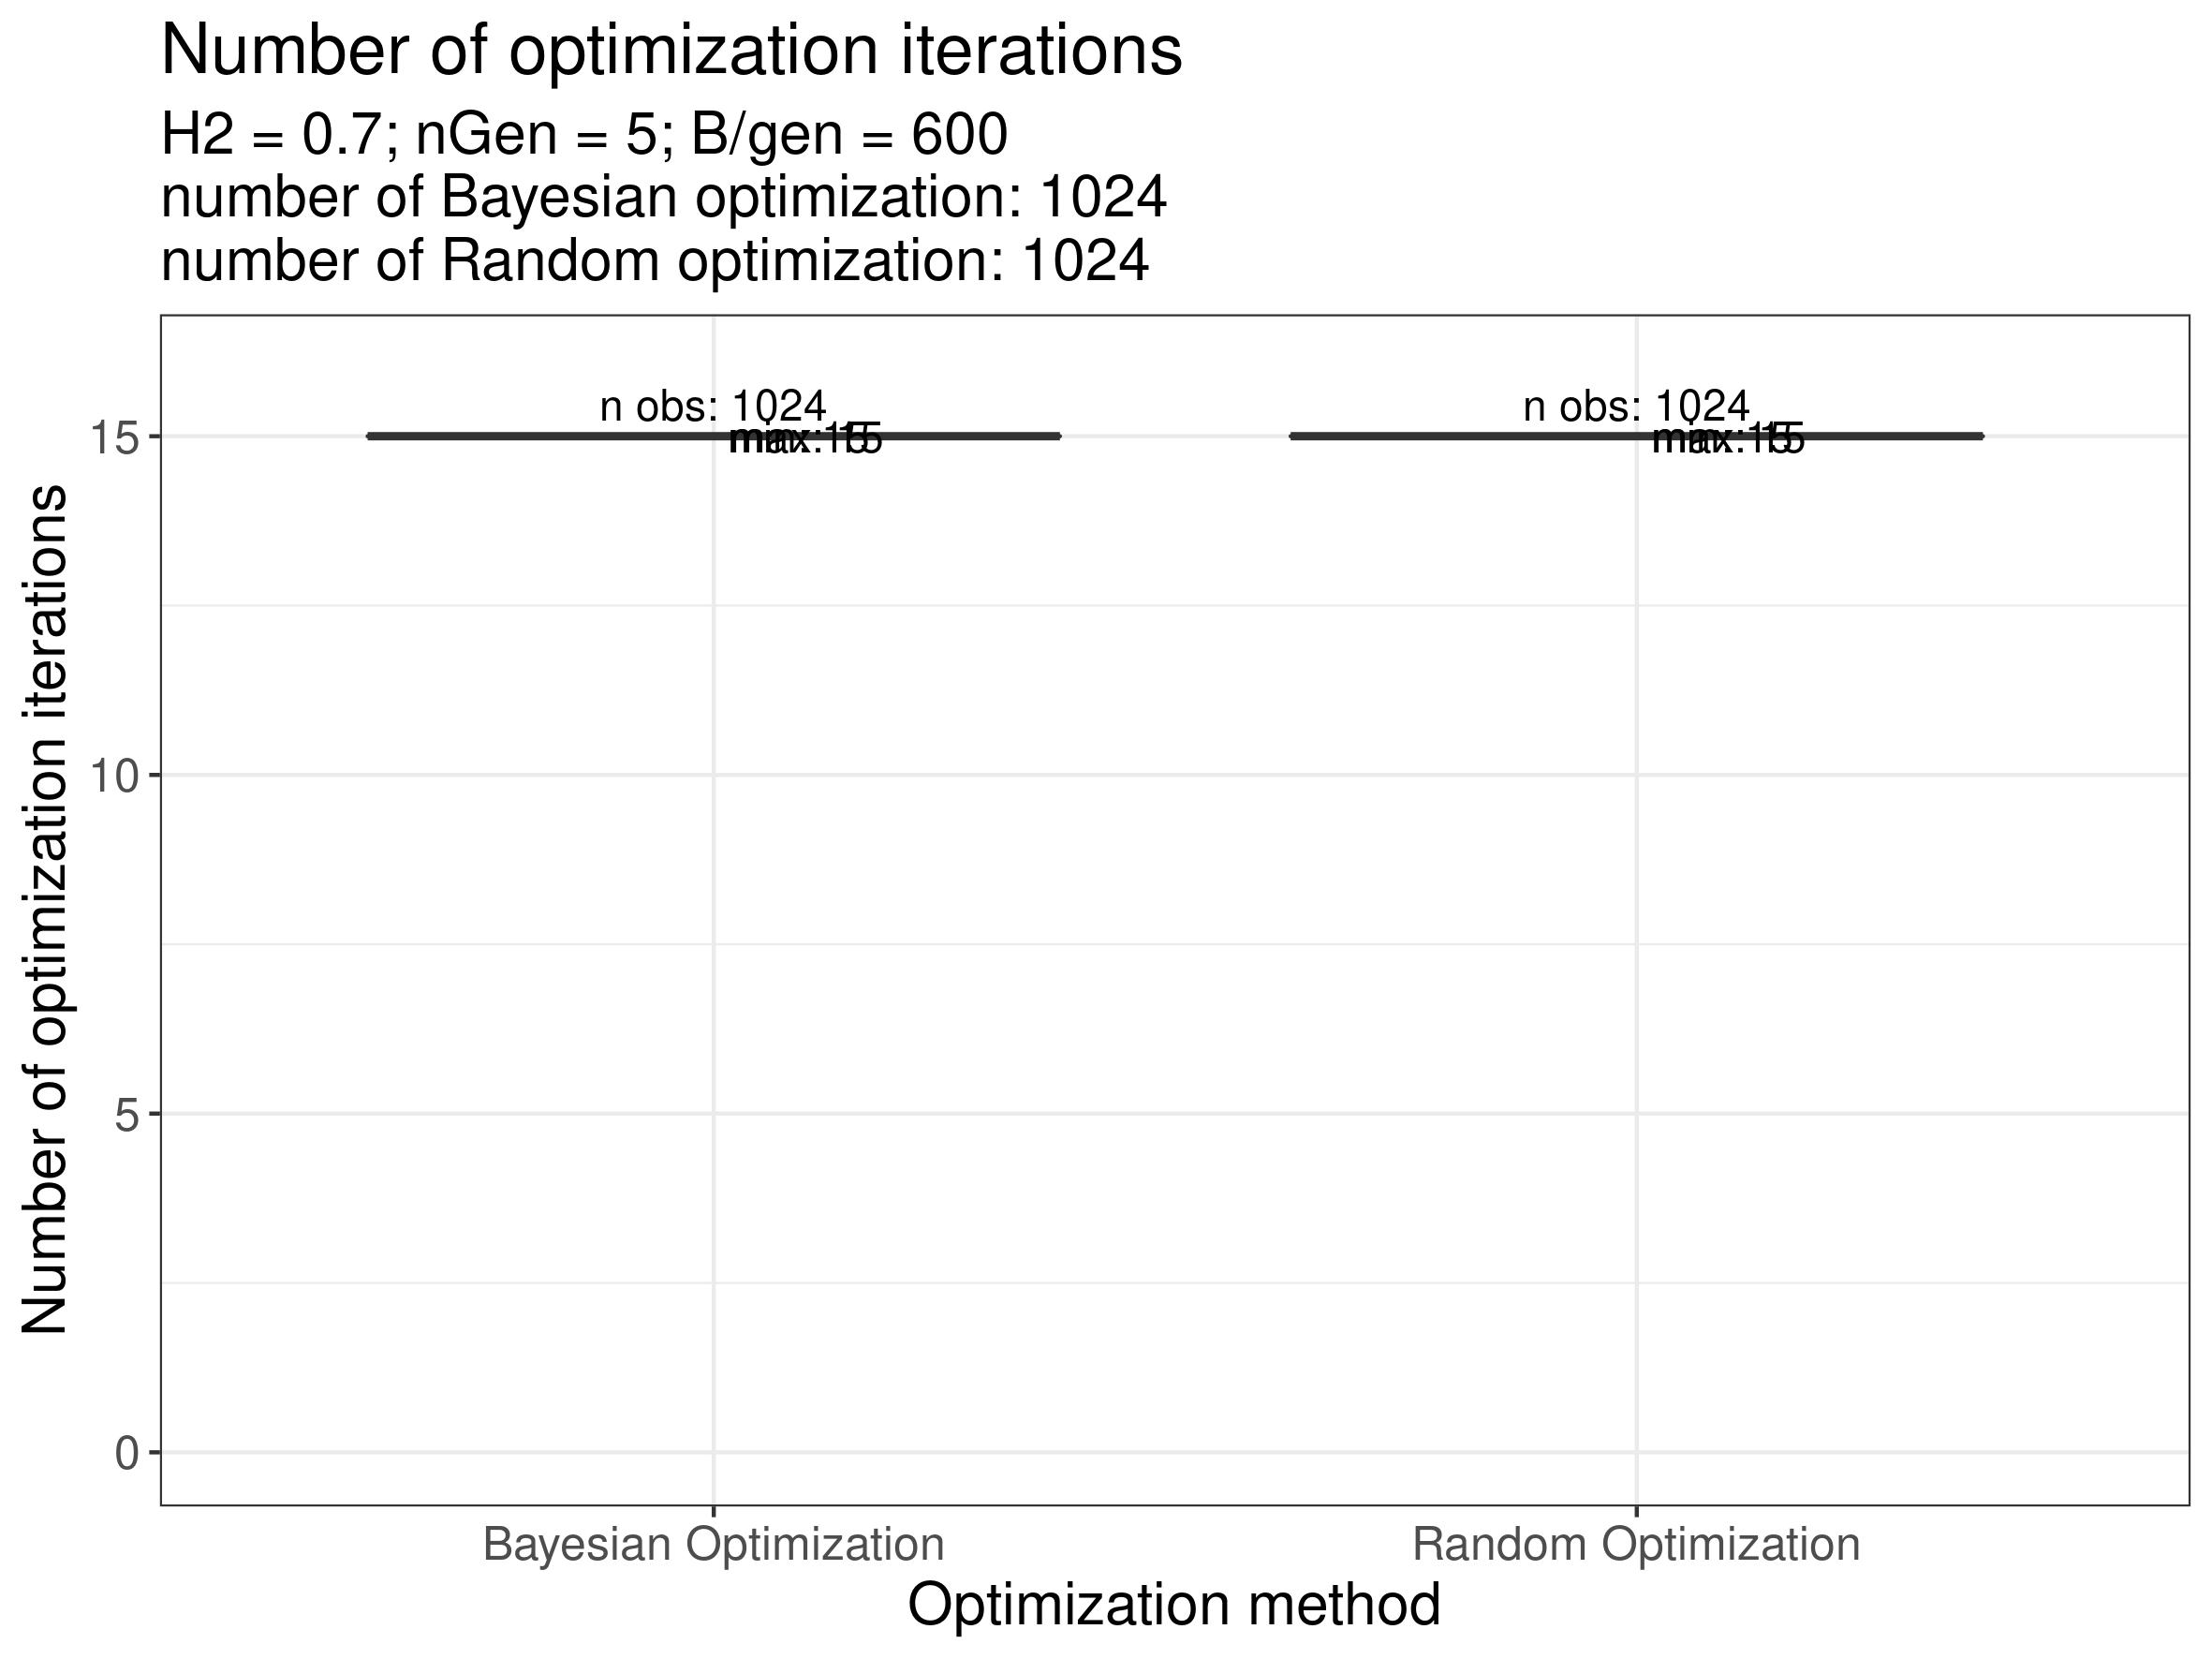 Number of optimization iterations
H2 = 0.7; nGen = 5; B/gen = 600
number of Bayesian optimization: 1024
number of Random optimization: 1024
Number of optimization iterations
15
10
5
0
n obs: 1024
n obs: 1024
Bayesian Optimization
Random Optimization
Optimization method